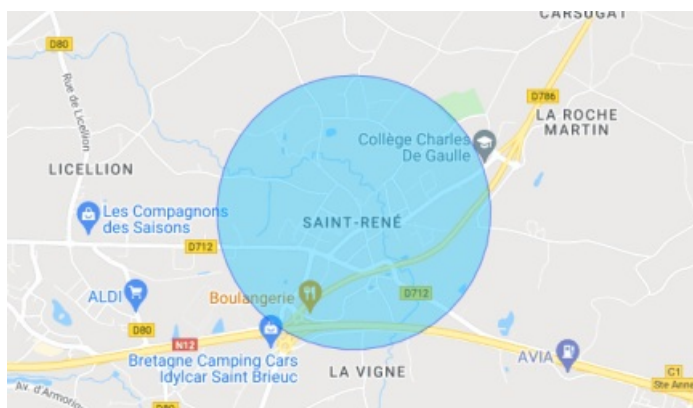 CARSUGAT
D80
Rue de Licellion
D786
LA ROCHE
MARTIN
Collège Charles
De Gaulle
LICELLION
Les Compagnons
des Saisons
SAINT-RENÉ
D712
ALDI
Boulangerie
D712
D80
N12
Bretagne Camping Cars
Idylcar Saint Brieuc
LA VIGNE
AVIA
C1
Ste Anne
Av. d'Armorique
D80